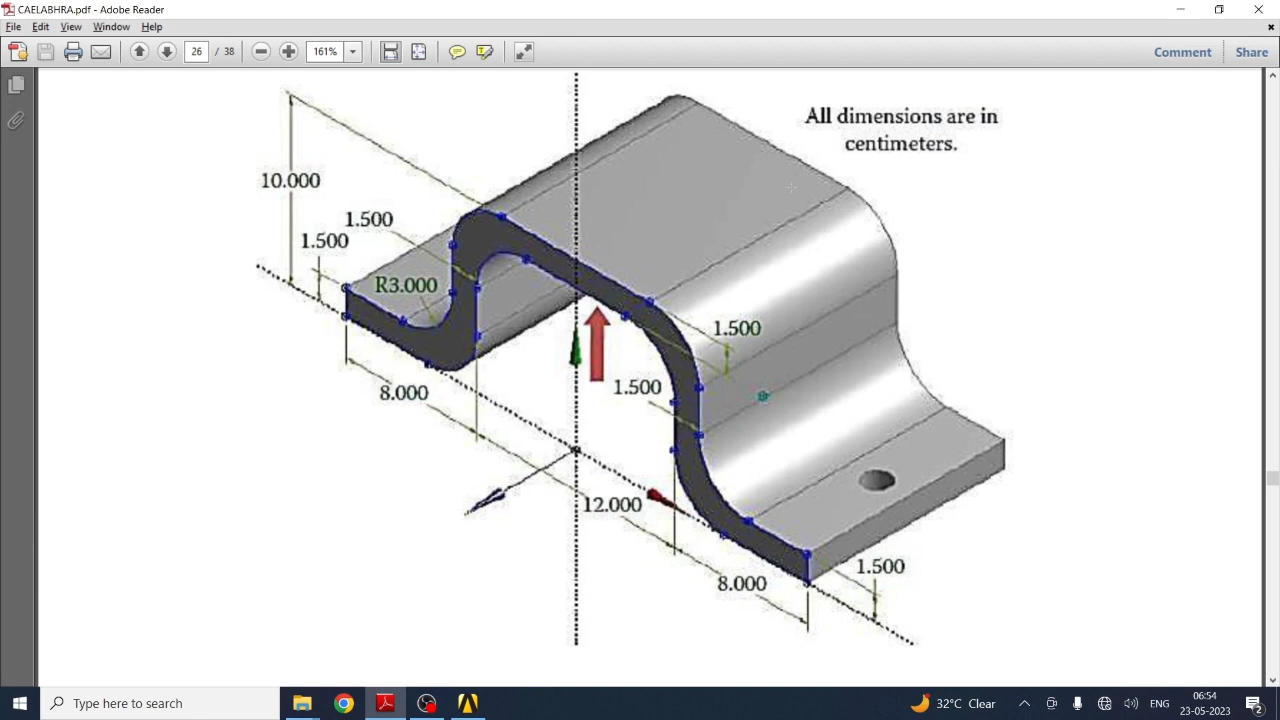 CAELABHRA.pdf - Adobe Reader
File Edit View Window Help
26 / 38 161% Comment Share
All dimensions are in
centimeters.
10.000
1.500
1.500
R3.000
1.500
1.500
8.000
12.000
1.500
8.000
Type here to search
32°C Clear
ENG
06:54
23-05-2023
2